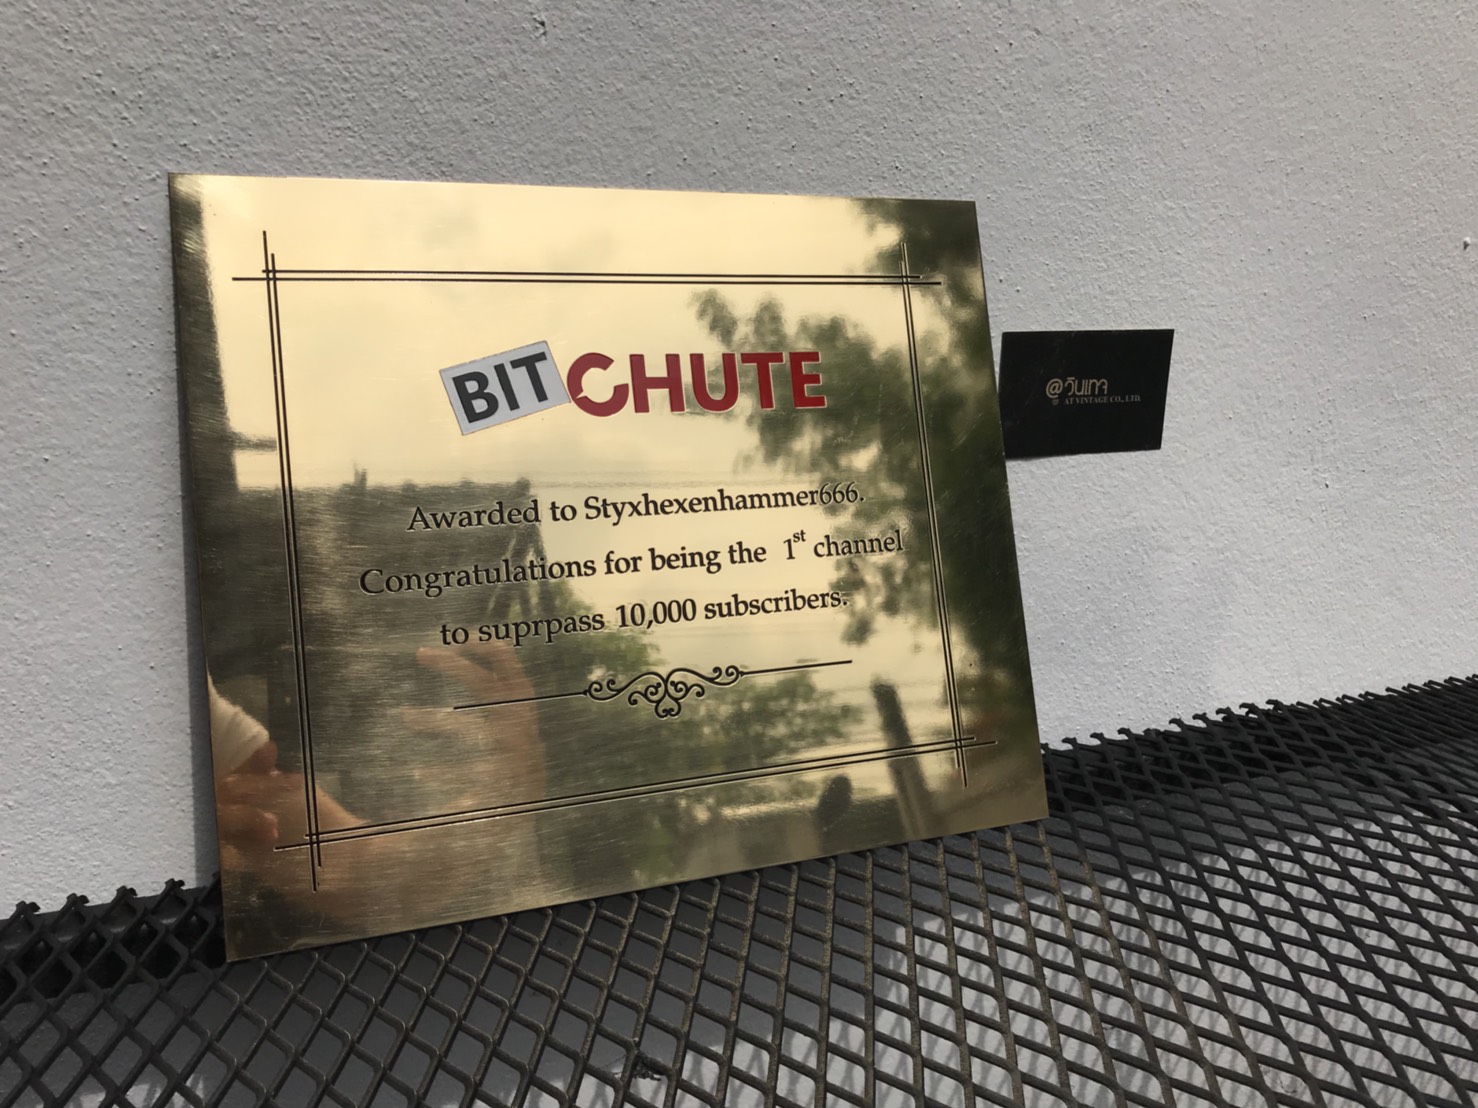 BITCHUTE
Awarded to Styxhexenhammer666.
Congratulations for being the 1st channel
to suprpass 10,000 subscribers.
@วินเทจ
@ AT VINTAGE CO., LTD.